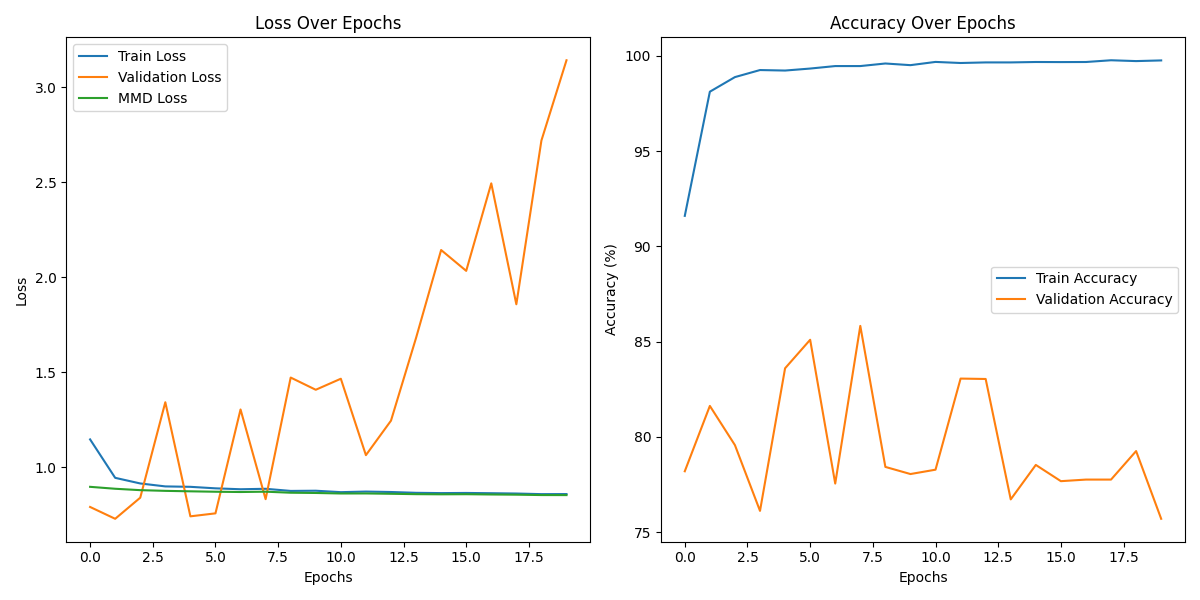 Loss Over Epochs
Train Loss
Validation Loss
MMD Loss
3.0
2.5
2.0
1.5
1.0
Loss
0.0
2.5
5.0
7.5
10.0
12.5
15.0
17.5
Epochs
Accuracy Over Epochs
100
95
90
85
80
75
Accuracy (%)
Train Accuracy
Validation Accuracy
0.0
2.5
5.0
7.5
10.0
12.5
15.0
17.5
Epochs